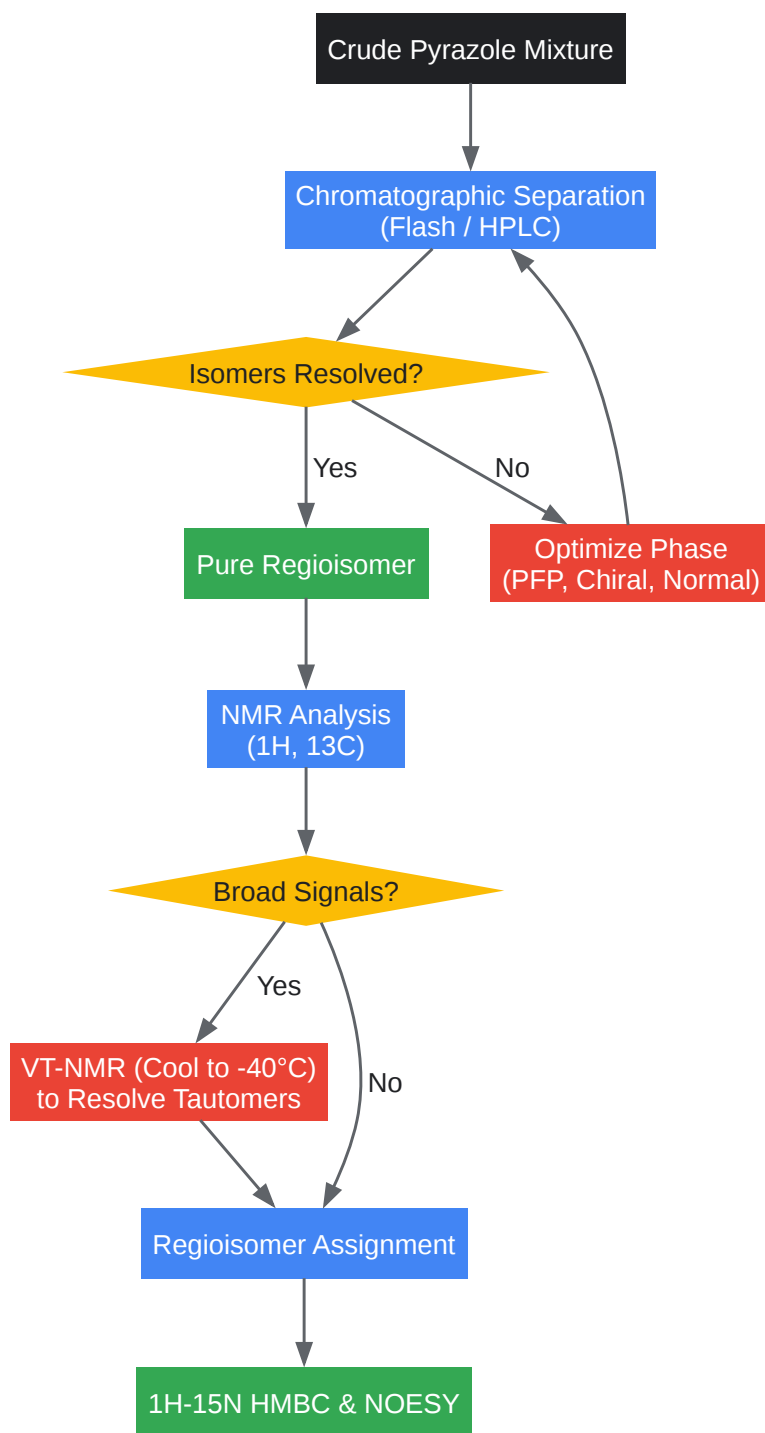 Crude Pyrazole Mixture
Chromatographic Separation
(Flash / HPLC)
Isomers Resolved?
Yes
No
Pure Regioisomer
Optimize Phase
(PFP, Chiral, Normal)
NMR Analysis
(1H, 13C)
Broad Signals?
Yes
VT-NMR (Cool to -40°C)
to Resolve Tautomers
No
Regioisomer Assignment
1H-15N HMBC & NOESY